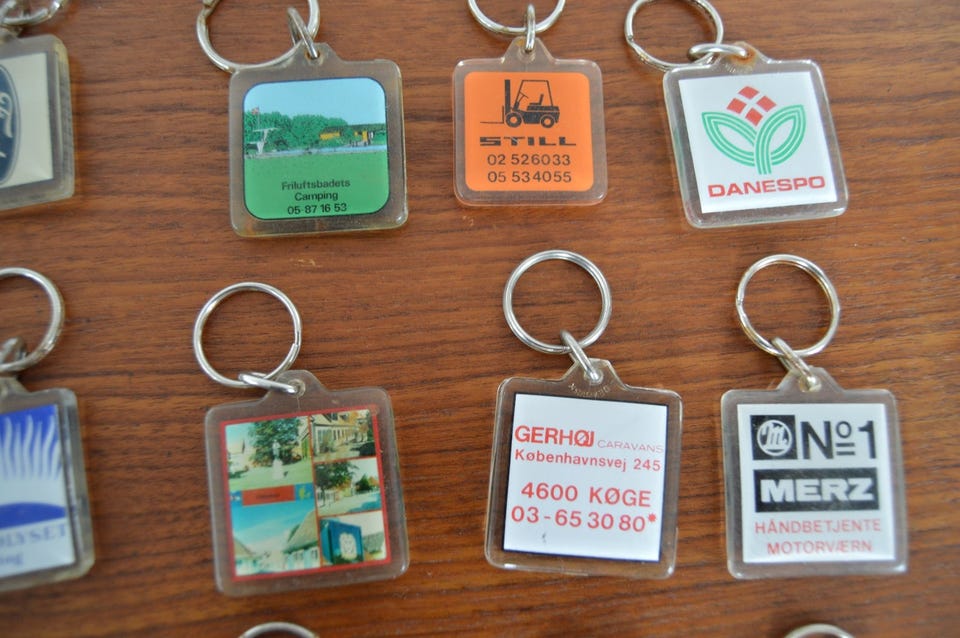 Friluftsbadets
Camping
05-87 16 53
STILL
02 526033
05 534055
DANESPO
LYSET
GERHØJ CARAVANS
Københavnsvej 245
4600 KØGE
03-65 30 80*
M Nº1
MERZ
HÅNDBETJENTE
MOTORVÆRN